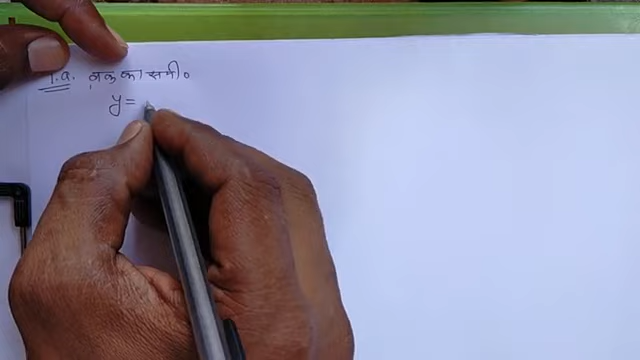 1.a. वक्र का समी०
y =